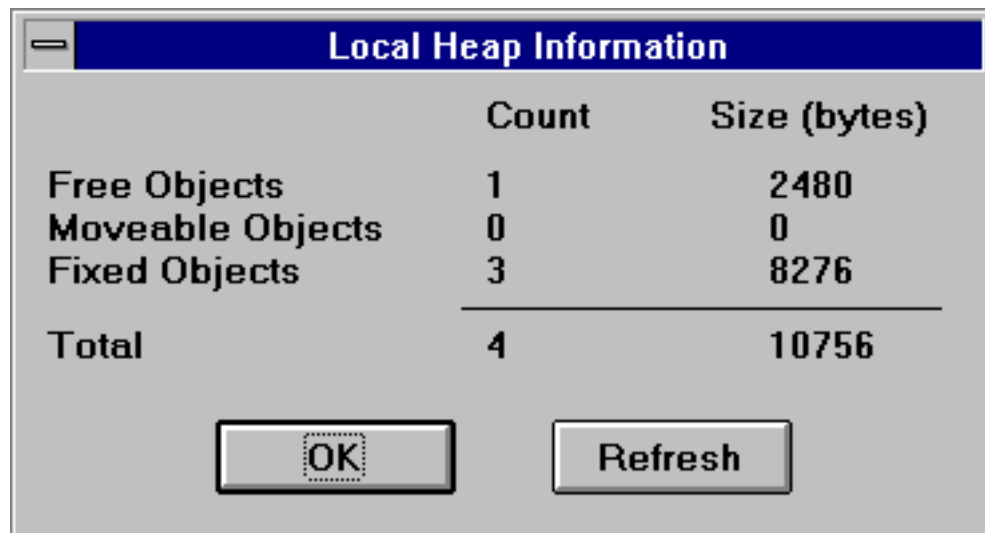 Local Heap Information
Count Size (bytes)
Free Objects 1 2480
Moveable Objects 0 0
Fixed Objects 3 8276
Total 4 10756
OK Refresh